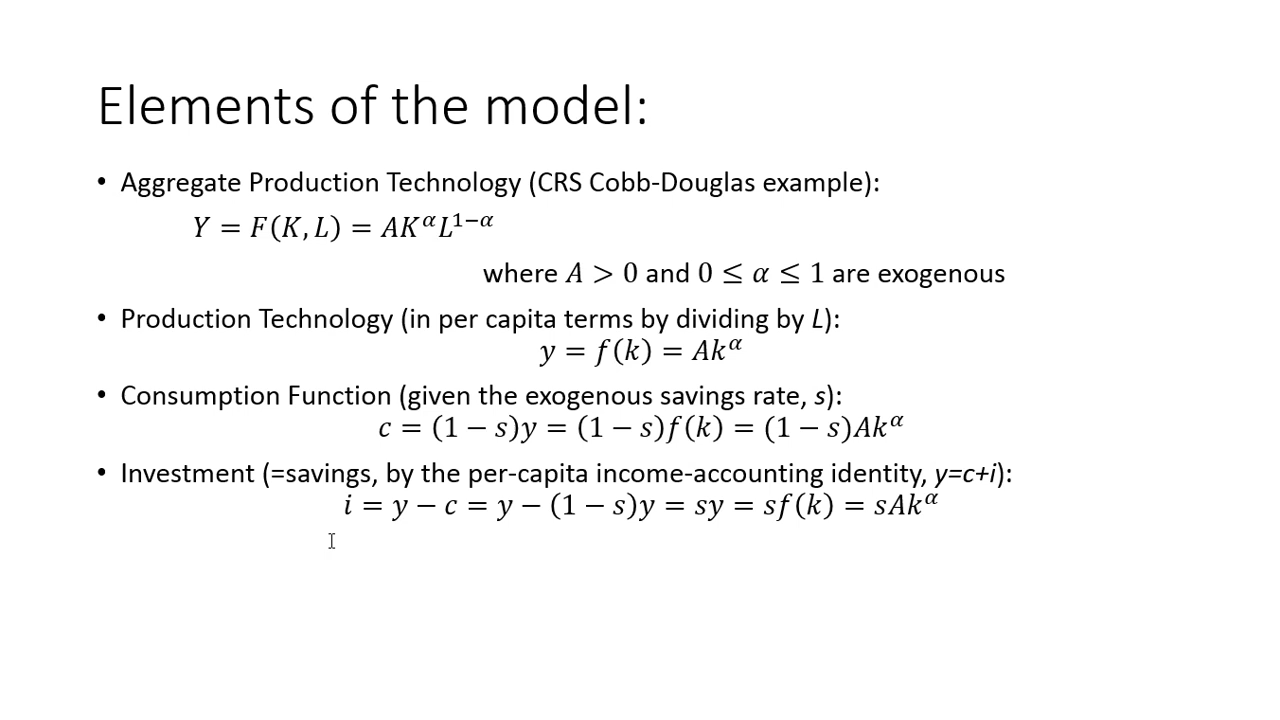 Elements of the model:
• Aggregate Production Technology (CRS Cobb-Douglas example):
Y = F(K, L) = AK^α L^{1−α}
where A > 0 and 0 ≤ α ≤ 1 are exogenous
• Production Technology (in per capita terms by dividing by L):
y = f(k) = Ak^α
• Consumption Function (given the exogenous savings rate, s):
c = (1 − s)y = (1 − s)f(k) = (1 − s)Ak^α
• Investment (=savings, by the per-capita income-accounting identity, y=c+i):
i = y − c = y − (1 − s)y = sy = sf(k) = sAk^α